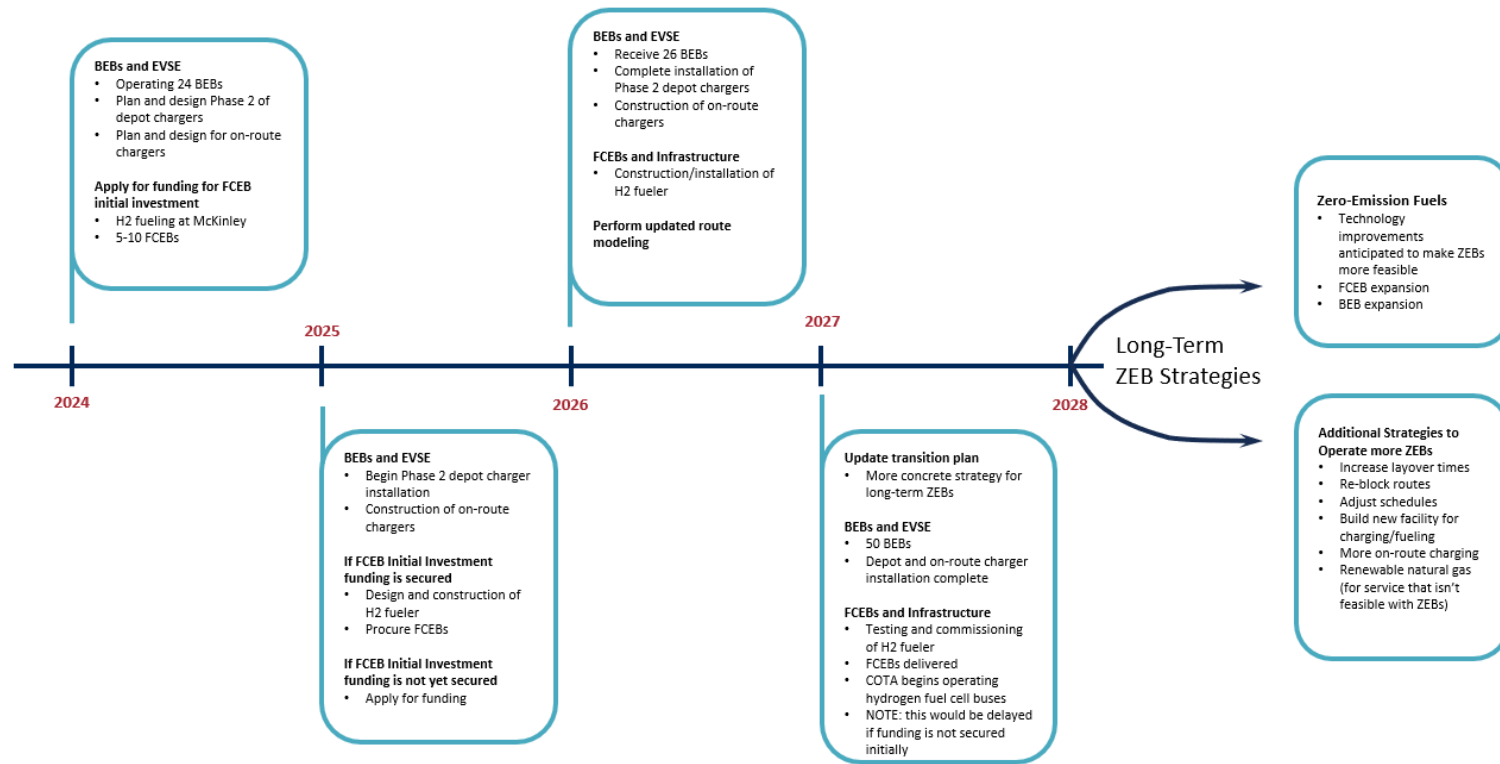 BEBs and EVSE
• Operating 24 BEBs
• Plan and design Phase 2 of
depot chargers
• Plan and design for on-route
chargers
Apply for funding for FCEB
initial investment
• H2 fueling at McKinley
• 5-10 FCEBs
BEBs and EVSE
• Receive 26 BEBs
• Complete installation of
Phase 2 depot chargers
• Construction of on-route
chargers
FCEBs and Infrastructure
• Construction/installation of
H2 fueler
Perform updated route
modeling
Zero-Emission Fuels
• Technology
improvements
anticipated to make ZEBs
more feasible
• FCEB expansion
• BEB expansion
2025
2027
Long-Term
ZEB Strategies
2024
2026
2028
BEBs and EVSE
• Begin Phase 2 depot charger
installation
• Construction of on-route
chargers
If FCEB Initial Investment
funding is secured
• Design and construction of
H2 fueler
• Procure FCEBs
If FCEB Initial Investment
funding is not yet secured
• Apply for funding
Update transition plan
• More concrete strategy for
long-term ZEBs
BEBs and EVSE
• 50 BEBs
• Depot and on-route charger
installation complete
FCEBs and Infrastructure
• Testing and commissioning
of H2 fueler
• FCEBs delivered
• COTA begins operating
hydrogen fuel cell buses
• NOTE: this would be delayed
if funding is not secured
initially
Additional Strategies to
Operate more ZEBs
• Increase layover times
• Re-block routes
• Adjust schedules
• Build new facility for
charging/fueling
• More on-route charging
• Renewable natural gas
(for service that isn't
feasible with ZEBs)